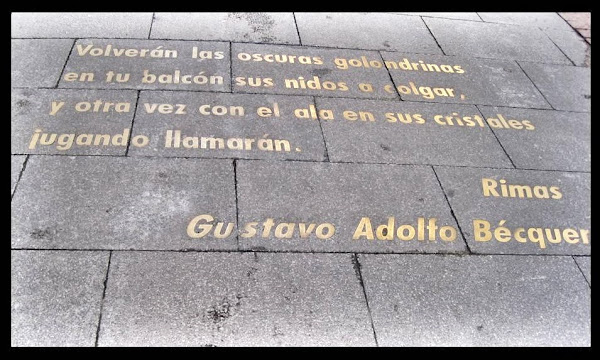 Volverán las oscuras golondrinas
en tu balcón sus nidos a colgar,
y otra vez con el ala en sus cristales
jugando llamarán.
Rimas
Gustavo Adolfo Bécquer